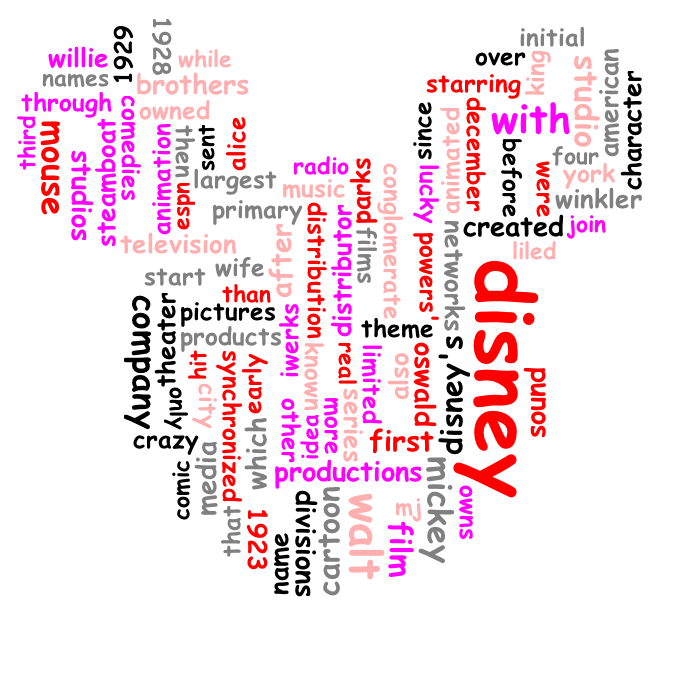 initial
1928
1929
willie
while
over
king
names
brothers
starring
studio
american
through
owned
with
character
third
mouse
studios
steamboat
comedies
animation
then
sent
alice
espn
since
animated
december
before
four
were
york
winkler
largest
radio
music
parks
conglomerate
lucky
primary
created
join
television
distribution
distributor
films
powers'
networks
liled
after
start
wife
than
company
theater
pictures
products
iwerks
theme
disney
hit
synchronized
early
known
real
limited
also
oswald
disney's
sound
only
city
crazy
which
other
idea
more
series
first
comic
media
productions
mickey
owns
that
1923
name
divisions
cartoon
walt
film
m.j.